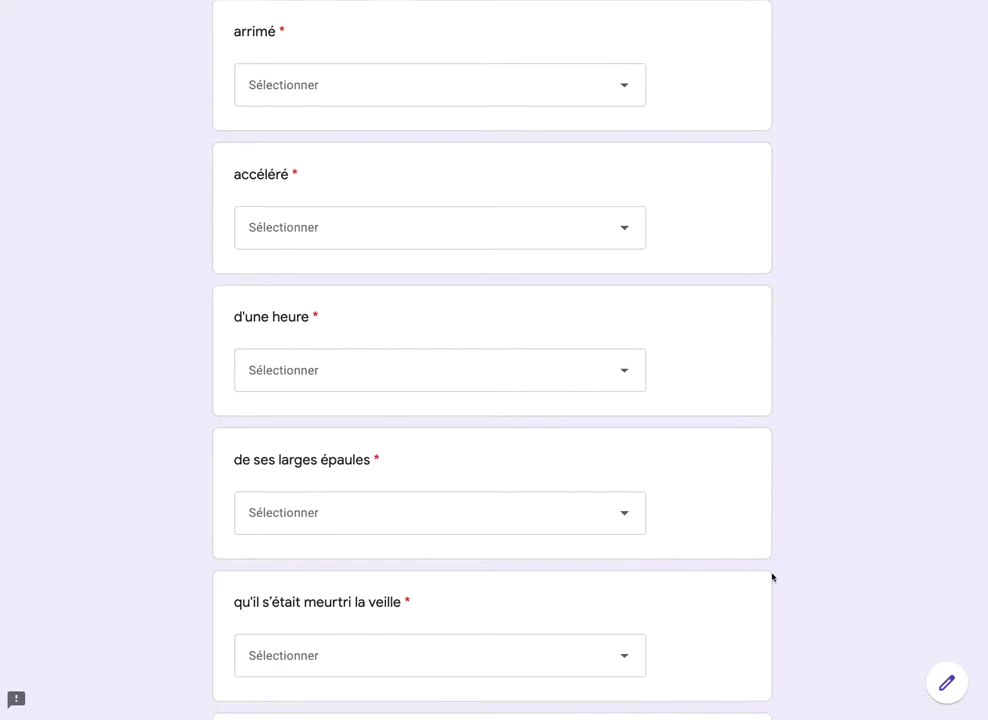 arrimé *
Sélectionner
accéléré *
Sélectionner
d'une heure *
Sélectionner
de ses larges épaules *
Sélectionner
qu'il s’était meurtri la veille *
Sélectionner